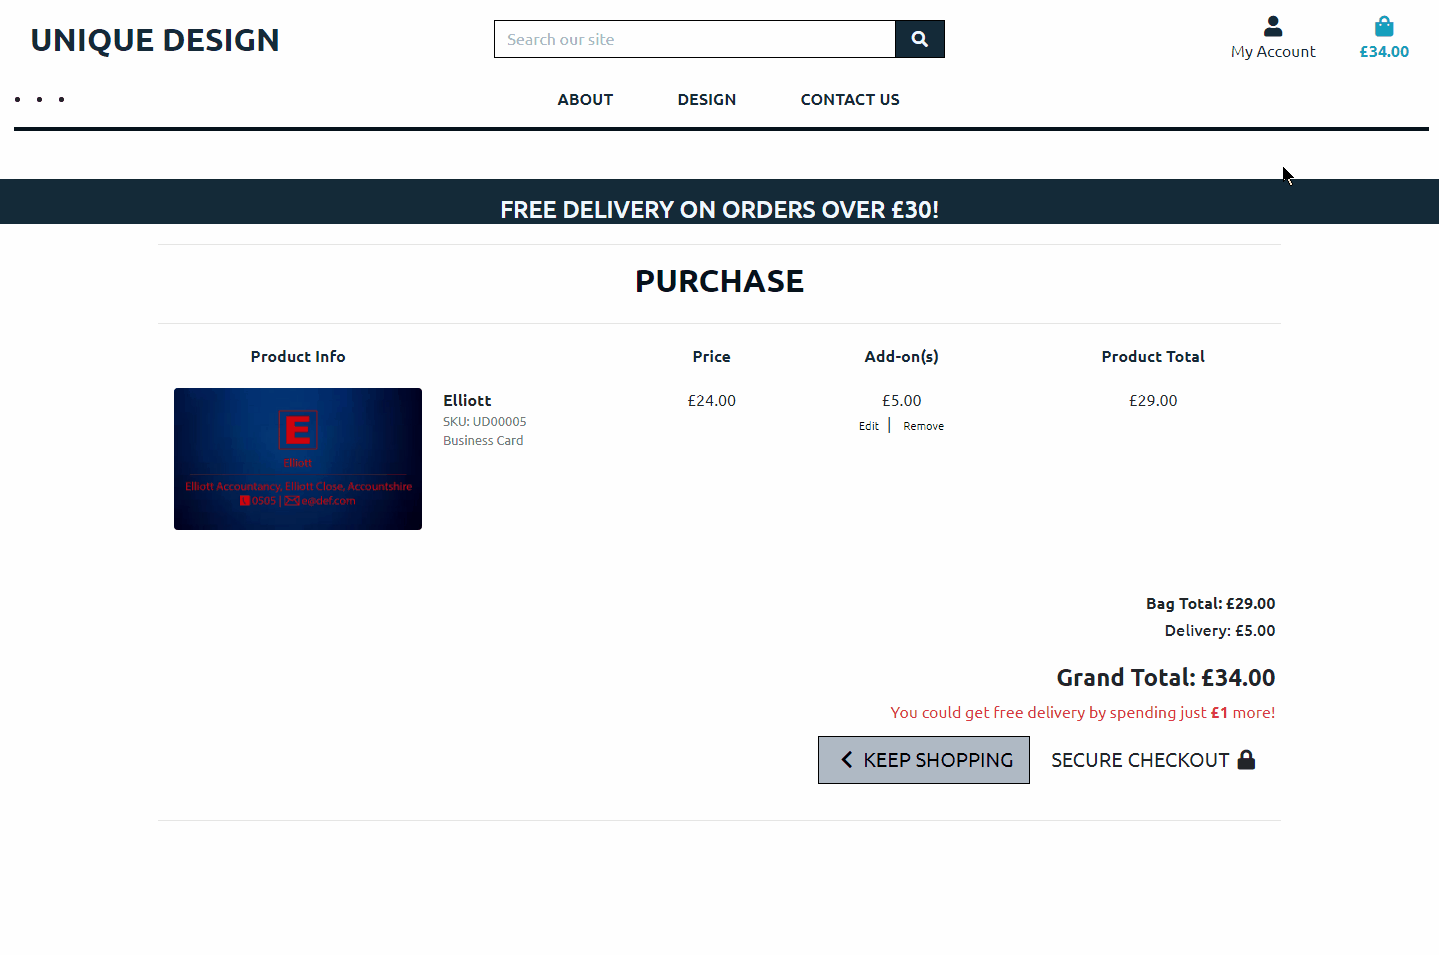 UNIQUE DESIGN
Search our site
My Account
£34.00
ABOUT
DESIGN
CONTACT US
FREE DELIVERY ON ORDERS OVER £30!
PURCHASE
Product Info
Price
Add-on(s)
Product Total
E
Elliott
Elliott Accountancy, Elliott Close, Accountshire
0505 | e@def.com
Elliott
SKU: UD00005
Business Card
£24.00
£5.00
Edit | Remove
£29.00
Bag Total: £29.00
Delivery: £5.00
Grand Total: £34.00
You could get free delivery by spending just £1 more!
KEEP SHOPPING
SECURE CHECKOUT